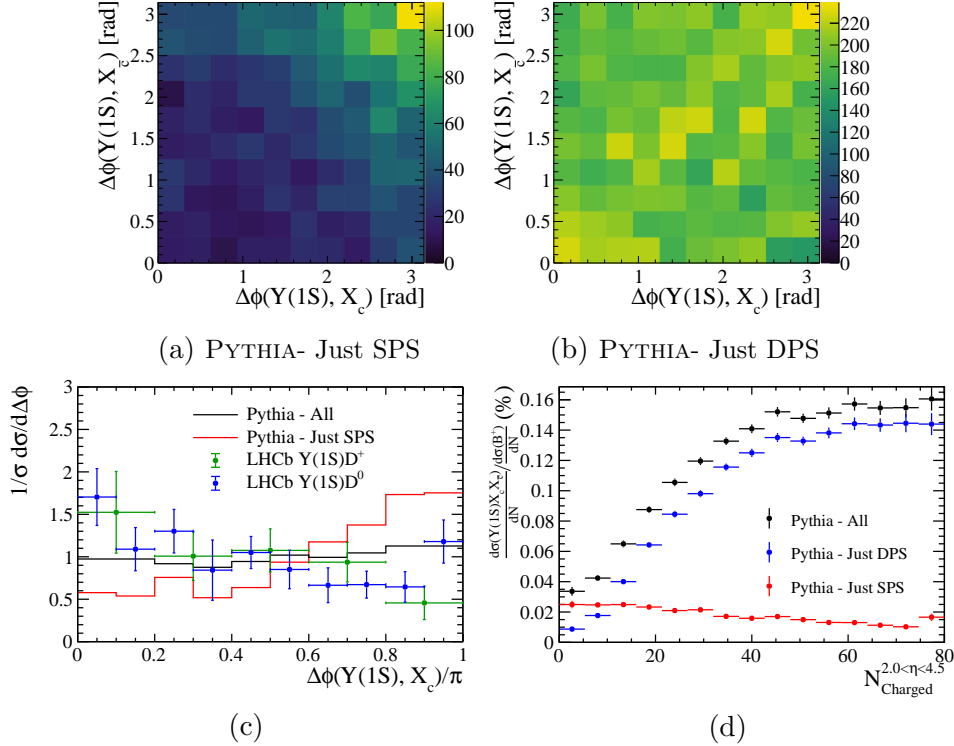 Δϕ(Υ(1S), X_c̅) [rad]
3
2.5
2
1.5
1
0.5
0
0 1 2 3
Δϕ(Υ(1S), X_c) [rad]
100
80
60
40
20
0
(a) PYTHIA- Just SPS
Δϕ(Υ(1S), X_c̅) [rad]
3
2.5
2
1.5
1
0.5
0
0 1 2 3
Δϕ(Υ(1S), X_c) [rad]
220
200
180
160
140
120
100
80
60
40
20
0
(b) PYTHIA- Just DPS
1/σ dσ/dΔϕ
3
2.5
2
1.5
1
0.5
0
Pythia - All
Pythia - Just SPS
LHCb Υ(1S)D⁺
LHCb Υ(1S)D⁰
0 0.2 0.4 0.6 0.8 1
Δϕ(Υ(1S), X_c)/π
(c)
dσ(Υ(1S)X_cX_c̅)/dN / dσ(B⁺)/dN (%)
0.16
0.14
0.12
0.1
0.08
0.06
0.04
0.02
0
Pythia - All
Pythia - Just DPS
Pythia - Just SPS
0 20 40 60 80
N_Charged^2.0<η<4.5
(d)